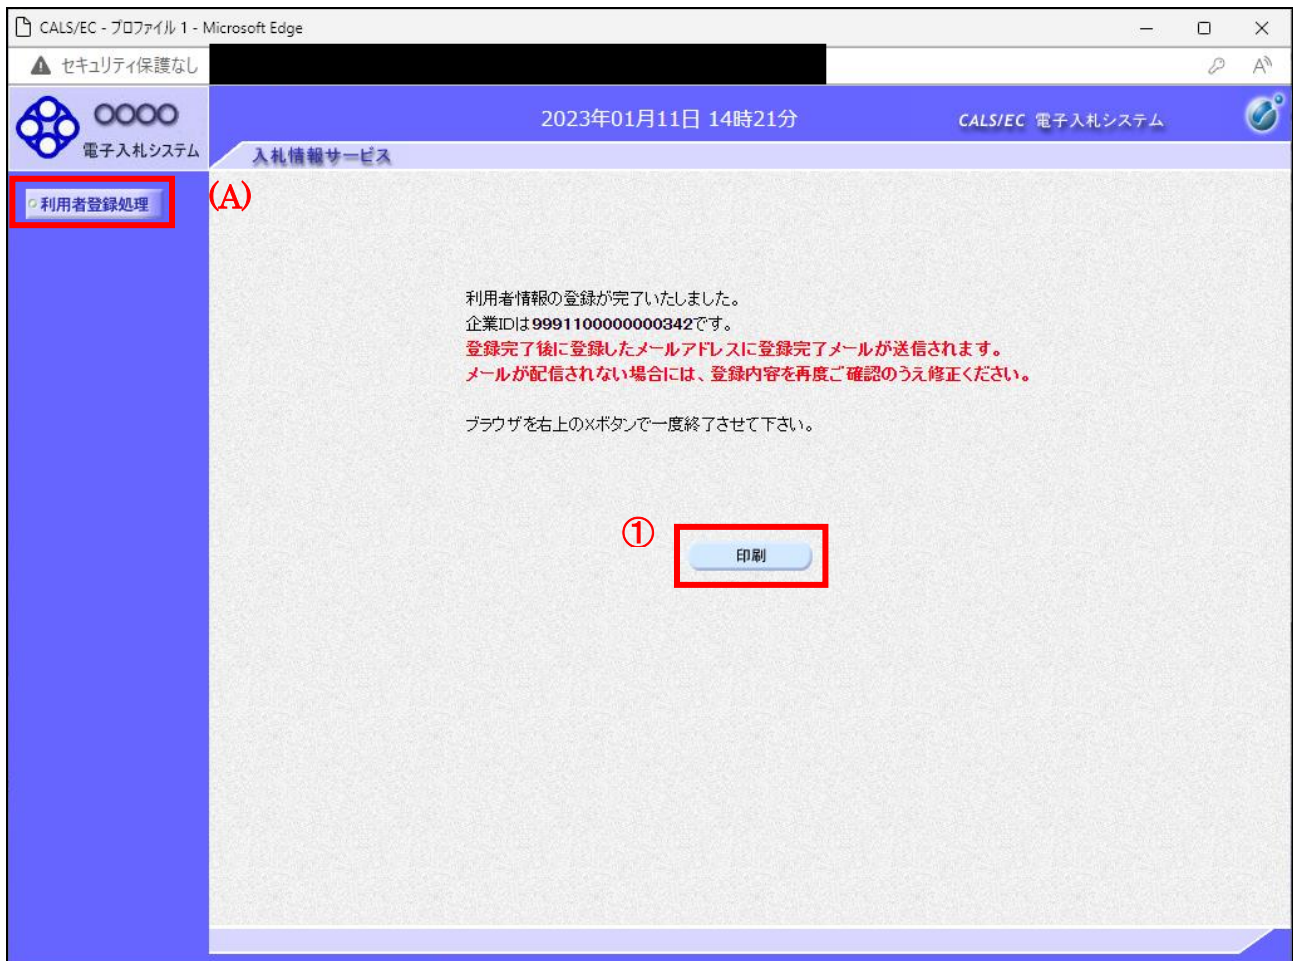 CALS/EC - プロファイル 1 - Microsoft Edge
セキュリティ保護なし
OOOO
電子入札システム
2023年01月11日 14時21分
CALS/EC 電子入札システム
入札情報サービス
利用者登録処理
(A)
利用者情報の登録が完了いたしました。
企業IDは9991100000000342です。
登録完了後に登録したメールアドレスに登録完了メールが送信されます。
メールが配信されない場合には、登録内容を再度ご確認のうえ修正ください。
ブラウザを右上の×ボタンで一度終了させて下さい。
①
印刷